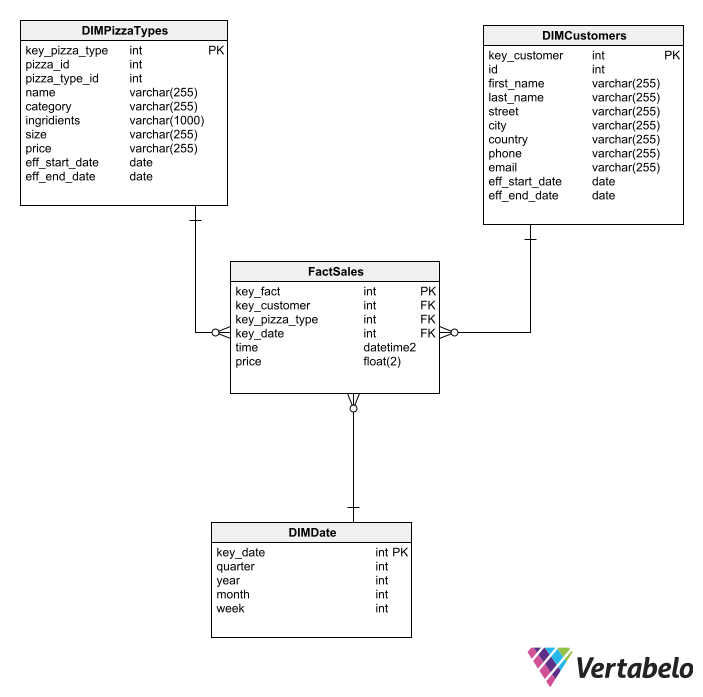 DIMPizzaTypes
key_pizza_type int PK
pizza_id int
pizza_type_id int
name varchar(255)
category varchar(255)
ingridients varchar(1000)
size varchar(255)
price varchar(255)
eff_start_date date
eff_end_date date
DIMCustomers
key_customer int PK
id int
first_name varchar(255)
last_name varchar(255)
street varchar(255)
city varchar(255)
country varchar(255)
phone varchar(255)
email varchar(255)
eff_start_date date
eff_end_date date
FactSales
key_fact int PK
key_customer int FK
key_pizza_type int FK
key_date int FK
time datetime2
price float(2)
DIMDate
key_date int PK
quarter int
year int
month int
week int
Vertabelo